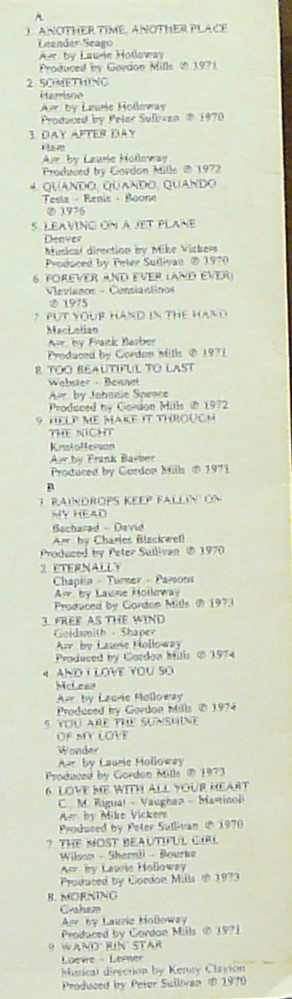 A
1. ANOTHER TIME, ANOTHER PLACE
Leander - Seago
Arr. by Laurie Holloway
Produced by Gordon Mills ℗ 1971
2. SOMETHING
Harrison
Arr. by Laurie Holloway
Produced by Peter Sullivan ℗ 1970
3. DAY AFTER DAY
Ham
Arr. by Laurie Holloway
Produced by Gordon Mills ℗ 1972
4. QUANDO, QUANDO, QUANDO
Testa - Renis - Boone
℗ 1976
5. LEAVING ON A JET PLANE
Denver
Musical direction by Mike Vickers
Produced by Peter Sullivan ℗ 1970
6. FOREVER AND EVER (AND EVER)
Vlavianos - Constantinos
℗ 1975
7. PUT YOUR HAND IN THE HAND
MacLellan
Arr. by Frank Barber
Produced by Gordon Mills ℗ 1971
8. TOO BEAUTIFUL TO LAST
Webster - Bennet
Arr. by Johnnie Spence
Produced by Gordon Mills ℗ 1972
9. HELP ME MAKE IT THROUGH
THE NIGHT
Kristofferson
Arr. by Frank Barber
Produced by Gordon Mills ℗ 1971
B
1. RAINDROPS KEEP FALLIN' ON
MY HEAD
Bacharad - David
Arr. by Charles Blackwell
Produced by Peter Sullivan ℗ 1970
2. ETERNALLY
Chaplin - Turner - Parsons
Arr. by Laurie Holloway
Produced by Gordon Mills ℗ 1973
3. FREE AS THE WIND
Goldsmith - Shaper
Arr. by Laurie Holloway
Produced by Gordon Mills ℗ 1974
4. AND I LOVE YOU SO
McLean
Arr. by Laurie Holloway
Produced by Gordon Mills ℗ 1974
5. YOU ARE THE SUNSHINE
OF MY LOVE
Wonder
Arr. by Laurie Holloway
Produced by Gordon Mills ℗ 1973
6. LOVE ME WITH ALL YOUR HEART
C. M. Rigual - Vaughan - Martinoli
Arr. by Mike Vickers
Produced by Peter Sullivan ℗ 1970
7. THE MOST BEAUTIFUL GIRL
Wilson - Sherrill - Bourke
Arr. by Laurie Holloway
Produced by Gordon Mills ℗ 1973
8. MORNING
Graham
Arr. by Laurie Holloway
Produced by Gordon Mills ℗ 1971
9. WAND' RIN' STAR
Loewe - Lerner
Musical direction by Kenny Clayton
Produced by Peter Sullivan ℗ 1970